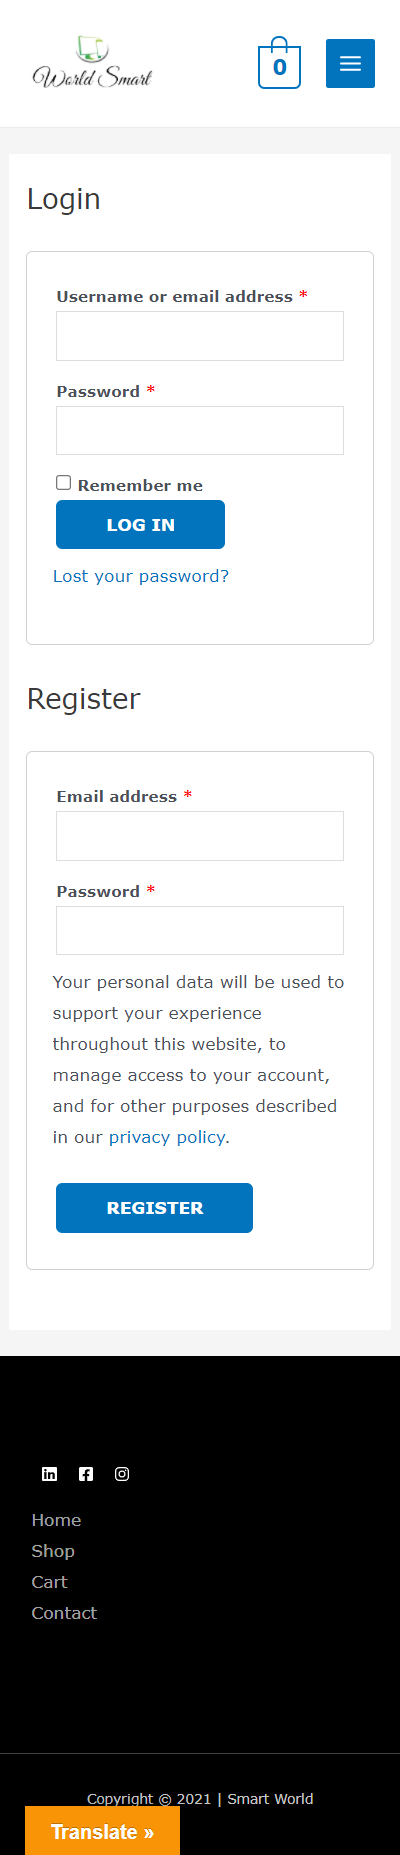 World Smart
0
Login
Username or email address *
Password *
Remember me
LOG IN
Lost your password?
Register
Email address *
Password *
Your personal data will be used to
support your experience
throughout this website, to
manage access to your account,
and for other purposes described
in our privacy policy.
REGISTER
Home
Shop
Cart
Contact
Copyright © 2021 | Smart World
Translate »